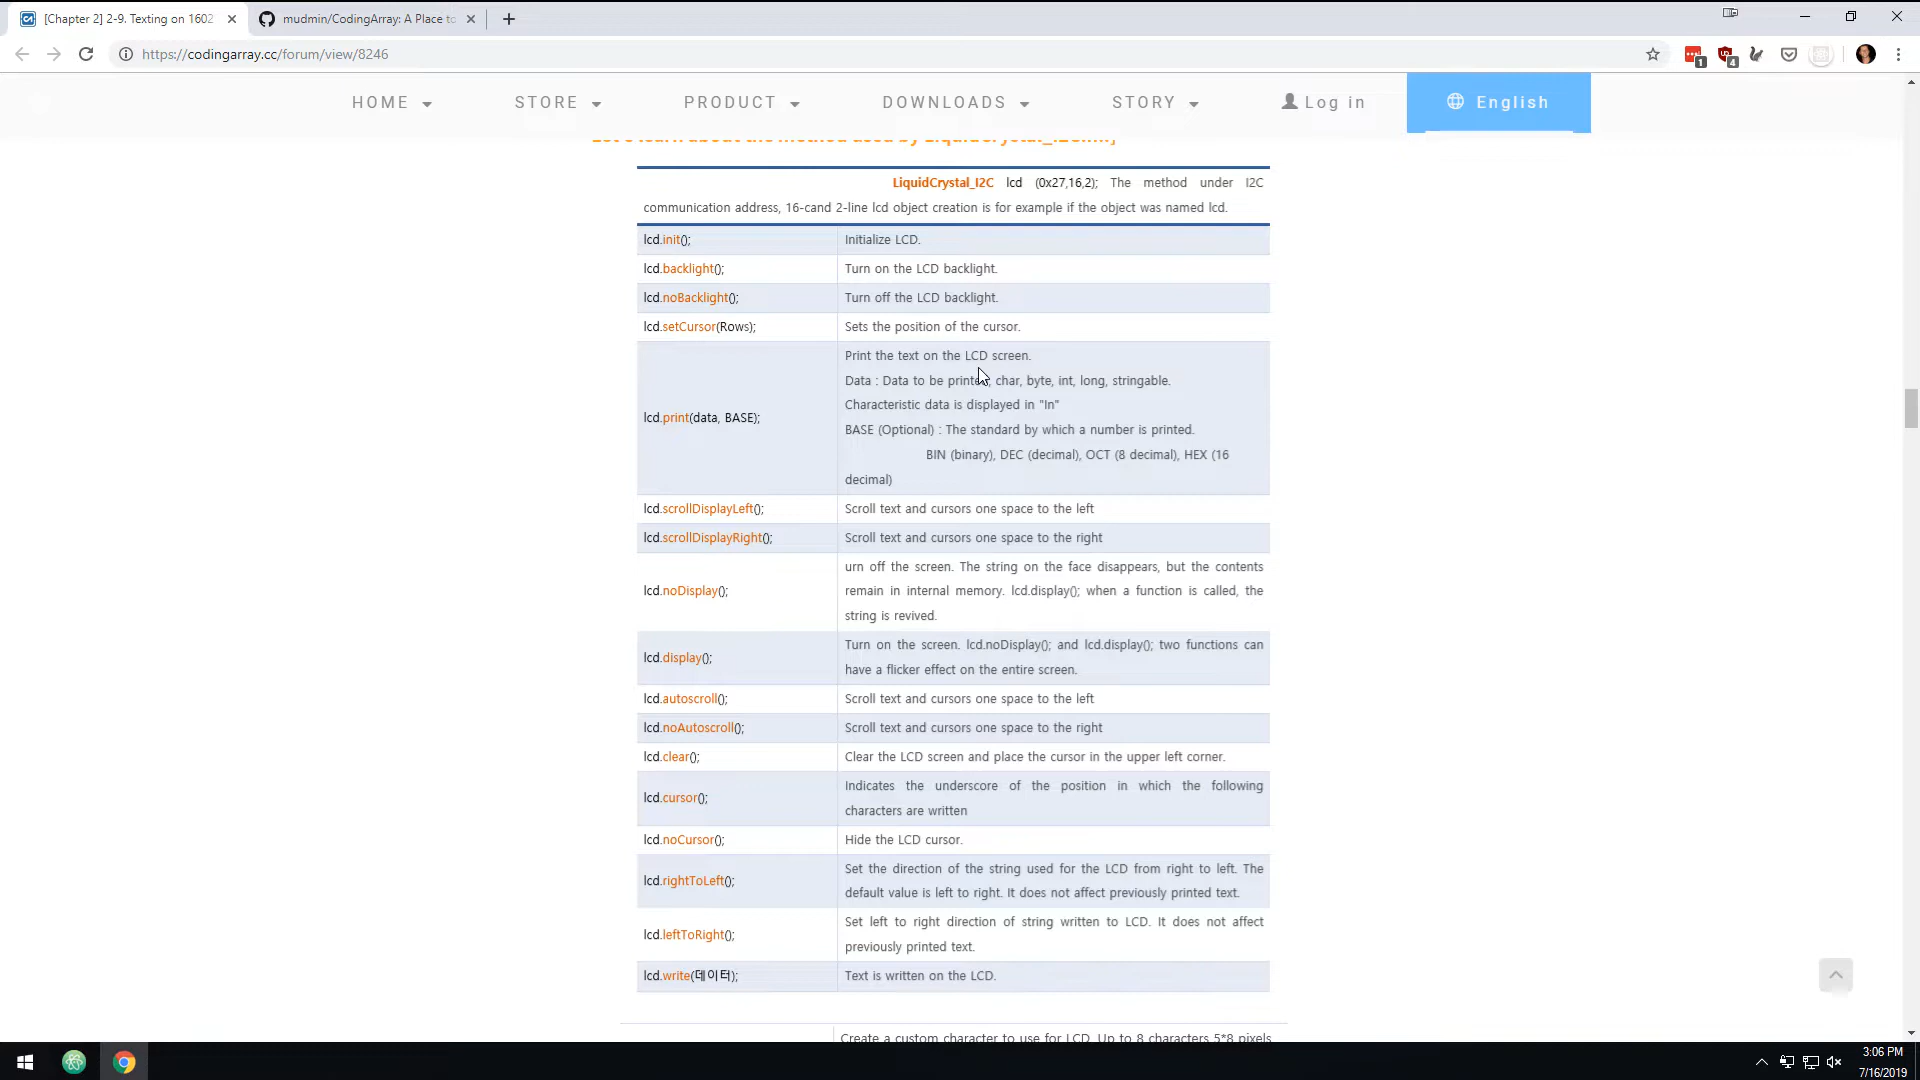 [Chapter 2] 2-9. Texting on 1602
mudmin/CodingArray: A Place to
https://codingarray.cc/forum/view/8246
1
4
HOME
STORE
PRODUCT
DOWNLOADS
STORY
Log in
English
Let's learn about the method used by LiquidCrystal_I2C.h.]
LiquidCrystal_I2C lcd (0x27,16,2); The method under I2C
communication address, 16-cand 2-line lcd object creation is for example if the object was named lcd.
lcd.init();
Initialize LCD.
lcd.backlight();
Turn on the LCD backlight.
lcd.noBacklight();
Turn off the LCD backlight.
lcd.setCursor(Rows);
Sets the position of the cursor.
lcd.print(data, BASE);
Print the text on the LCD screen.
Data : Data to be printe, char, byte, int, long, stringable.
Characteristic data is displayed in "In"
BASE (Optional) : The standard by which a number is printed.
BIN (binary), DEC (decimal), OCT (8 decimal), HEX (16
decimal)
lcd.scrollDisplayLeft();
Scroll text and cursors one space to the left
lcd.scrollDisplayRight();
Scroll text and cursors one space to the right
lcd.noDisplay();
urn off the screen. The string on the face disappears, but the contents
remain in internal memory. lcd.display(); when a function is called, the
string is revived.
lcd.display();
Turn on the screen. lcd.noDisplay(); and lcd.display(); two functions can
have a flicker effect on the entire screen.
lcd.autoscroll();
Scroll text and cursors one space to the left
lcd.noAutoscroll();
Scroll text and cursors one space to the right
lcd.clear();
Clear the LCD screen and place the cursor in the upper left corner.
lcd.cursor();
Indicates the underscore of the position in which the following
characters are written
lcd.noCursor();
Hide the LCD cursor.
lcd.rightToLeft();
Set the direction of the string used for the LCD from right to left. The
default value is left to right. It does not affect previously printed text.
lcd.leftToRight();
Set left to right direction of string written to LCD. It does not affect
previously printed text.
lcd.write(데이터);
Text is written on the LCD.
Create a custom character to use for LCD. Up to 8 characters 5*8 pixels
3:06 PM
7/16/2019